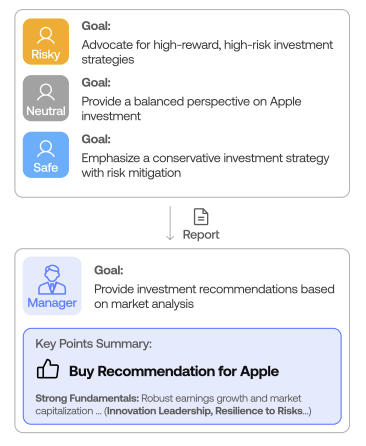 Goal:
Risky
Advocate for high-reward, high-risk investment
strategies
Goal:
Neutral
Provide a balanced perspective on Apple
investment
Goal:
Safe
Emphasize a conservative investment strategy
with risk mitigation
Report
Goal:
Manager
Provide investment recommendations based
on market analysis
Key Points Summary:
Buy Recommendation for Apple
Strong Fundamentals: Robust earnings growth and market
capitalization ... (Innovation Leadership, Resilience to Risks...)